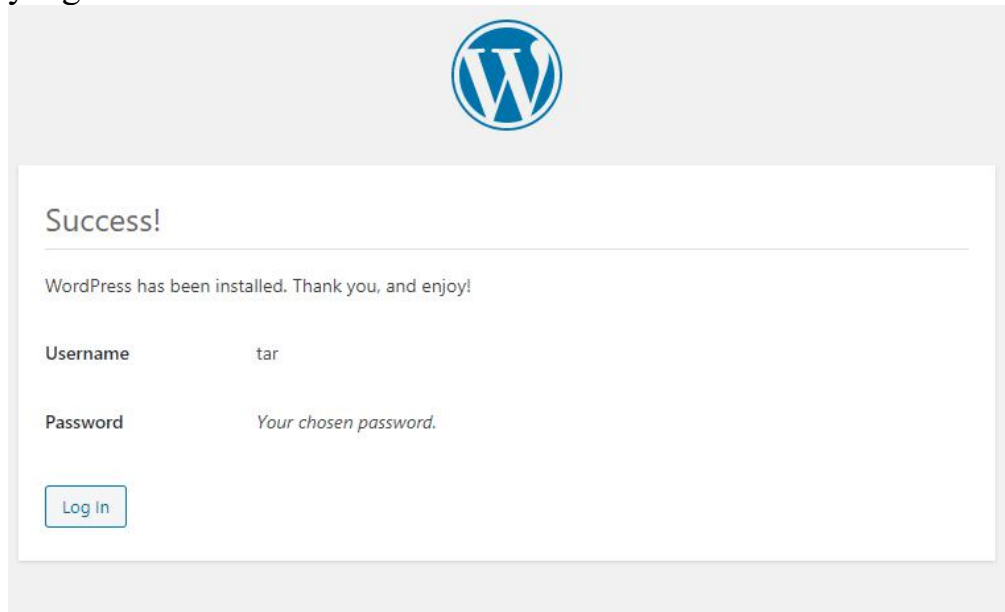 Success!
WordPress has been installed. Thank you, and enjoy!
Username tar
Password Your chosen password.
Log In